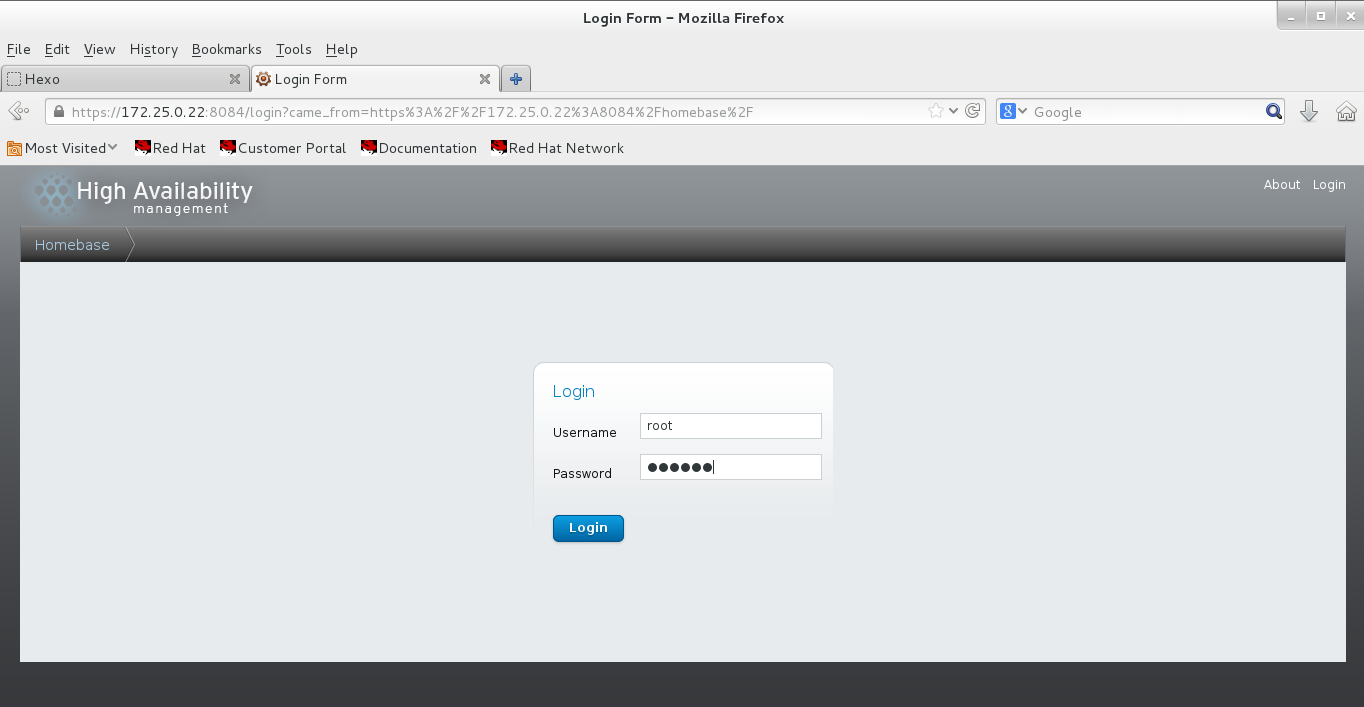 Login Form - Mozilla Firefox
File Edit View History Bookmarks Tools Help
Hexo Login Form
https://172.25.0.22:8084/login?came_from=https%3A%2F%2F172.25.0.22%3A8084%2Fhomebase%2F Google
Most Visited Red Hat Customer Portal Documentation Red Hat Network
High Availability
management
About Login
Homebase
Login
Username root
Password ●●●●●●
Login